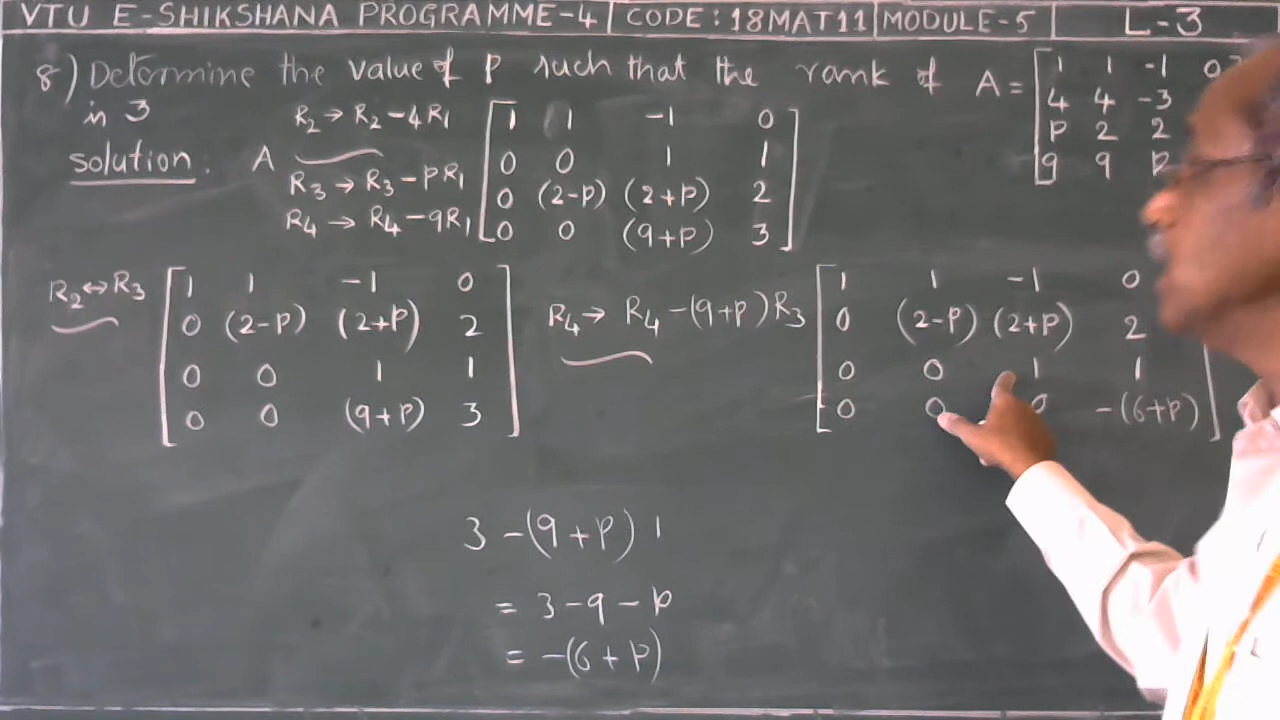 VTU E-SHIKSHANA PROGRAMME-4 | CODE: 18MAT11 | MODULE-5 | L-3
8) Determine the value of P such that the rank of A =
in 3
1 1 -1 0
4 4 -3
P 2 2
9 9 P
solution: A
R2 → R2 - 4R1
R3 → R3 - PR1
R4 → R4 - 9R1
1 1 -1 0
0 0 1 1
0 (2-P) (2+P) 2
0 0 (9+P) 3
R2 ↔ R3
1 1 -1 0
0 (2-P) (2+P) 2
0 0 1 1
0 0 (9+P) 3
R4 → R4 - (9+P) R3
1 1 -1 0
0 (2-P) (2+P) 2
0 0 1 1
0 0 0 -(6+P)
3 - (9+P) 1
= 3 - 9 - P
= -(6+P)